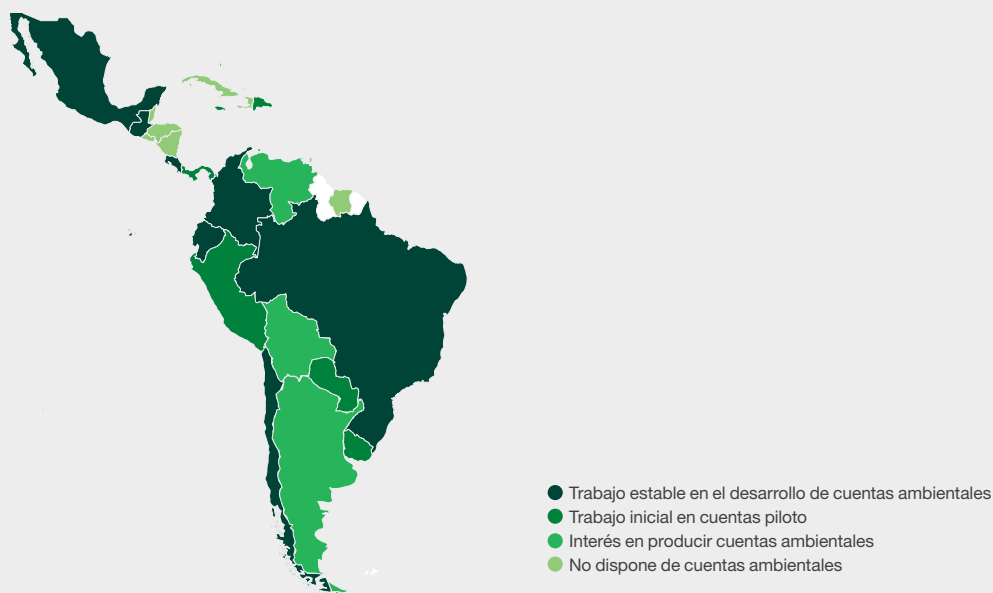 Trabajo estable en el desarrollo de cuentas ambientales
Trabajo inicial en cuentas piloto
Interés en producir cuentas ambientales
No dispone de cuentas ambientales